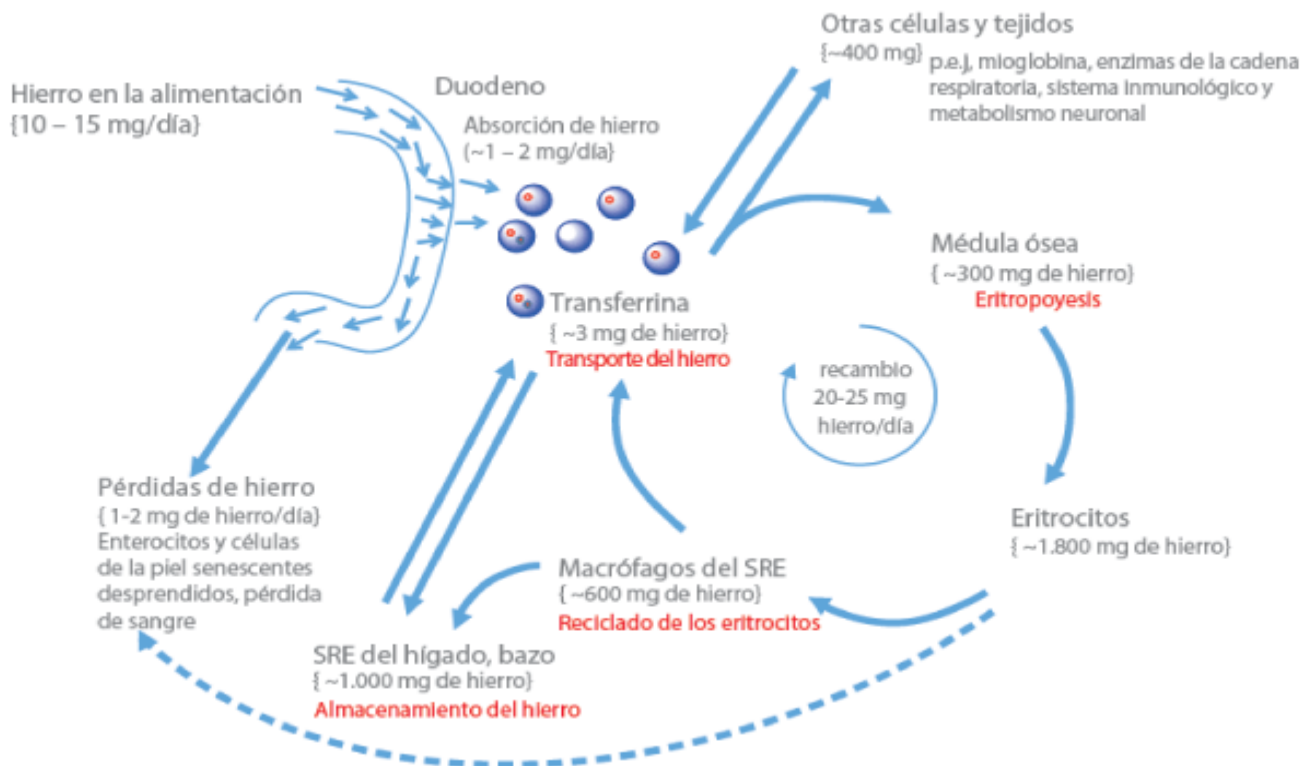 Hierro en la alimentación
{10 – 15 mg/día}
Duodeno
Absorción de hierro
(~1 – 2 mg/día}
Otras células y tejidos
{~400 mg}
p.e.j, mioglobina, enzimas de la cadena
respiratoria, sistema inmunológico y
metabolismo neuronal
Médula ósea
{ ~300 mg de hierro}
Eritropoyesis
Transferrina
{ ~3 mg de hierro}
Transporte del hierro
recambio
20-25 mg
hierro/día
Pérdidas de hierro
{ 1-2 mg de hierro/día}
Enterocitos y células
de la piel senescentes
desprendidos, pérdida
de sangre
Eritrocitos
{ ~1.800 mg de hierro}
Macrófagos del SRE
{ ~600 mg de hierro}
Reciclado de los eritrocitos
SRE del hígado, bazo
{ ~1.000 mg de hierro}
Almacenamiento del hierro